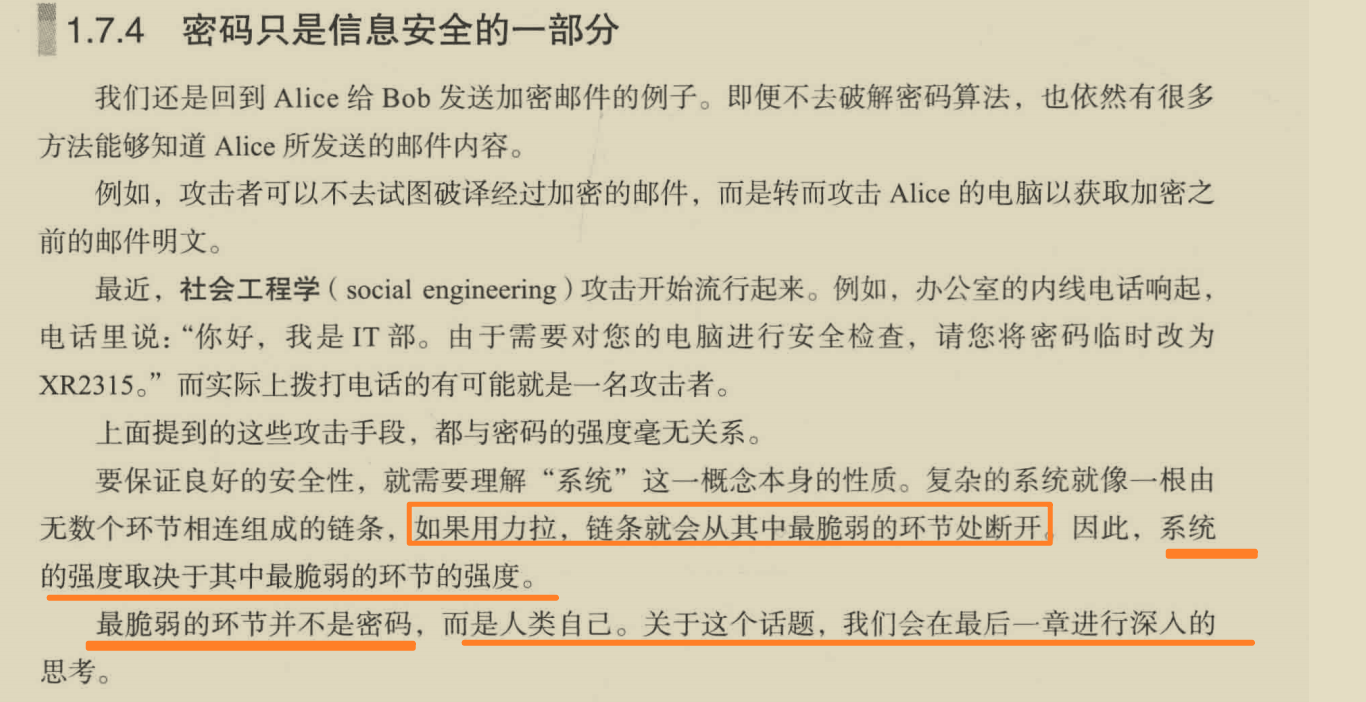 1.7.4 密码只是信息安全的一部分
我们还是回到 Alice 给 Bob 发送加密邮件的例子。即便不去破解密码算法，也依然有很多
方法能够知道 Alice 所发送的邮件内容。
例如，攻击者可以不去试图破译经过加密的邮件，而是转而攻击 Alice 的电脑以获取加密之
前的邮件明文。
最近，社会工程学（social engineering）攻击开始流行起来。例如，办公室的内线电话响起，
电话里说：“你好，我是 IT 部。由于需要对您的电脑进行安全检查，请您将密码临时改为
XR2315。”而实际上拨打电话的有可能就是一名攻击者。
上面提到的这些攻击手段，都与密码的强度毫无关系。
要保证良好的安全性，就需要理解“系统”这一概念本身的性质。复杂的系统就像一根由
无数个环节相连组成的链条，如果用力拉，链条就会从其中最脆弱的环节处断开。因此，系统
的强度取决于其中最脆弱的环节的强度。
最脆弱的环节并不是密码，而是人类自己。关于这个话题，我们会在最后一章进行深入的
思考。